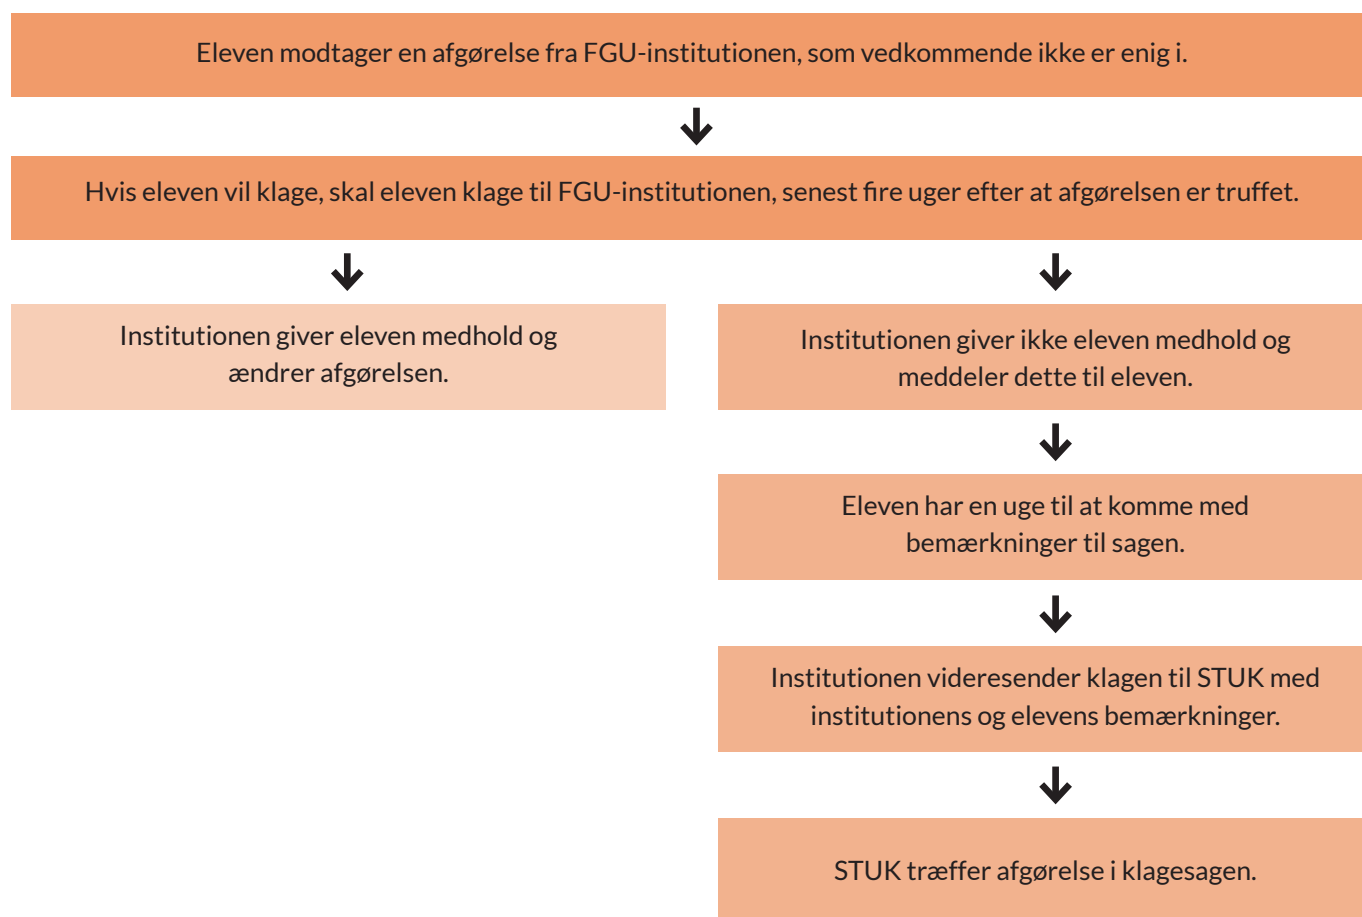 Eleven modtager en afgørelse fra FGU-institutionen, som vedkommende ikke er enig i.
Hvis eleven vil klage, skal eleven klage til FGU-institutionen, senest fire uger efter at afgørelsen er truffet.
Institutionen giver eleven medhold og
ændrer afgørelsen.
Institutionen giver ikke eleven medhold og
meddeler dette til eleven.
Eleven har en uge til at komme med
bemærkninger til sagen.
Institutionen videresender klagen til STUK med
institutionens og elevens bemærkninger.
STUK træffer afgørelse i klagesagen.